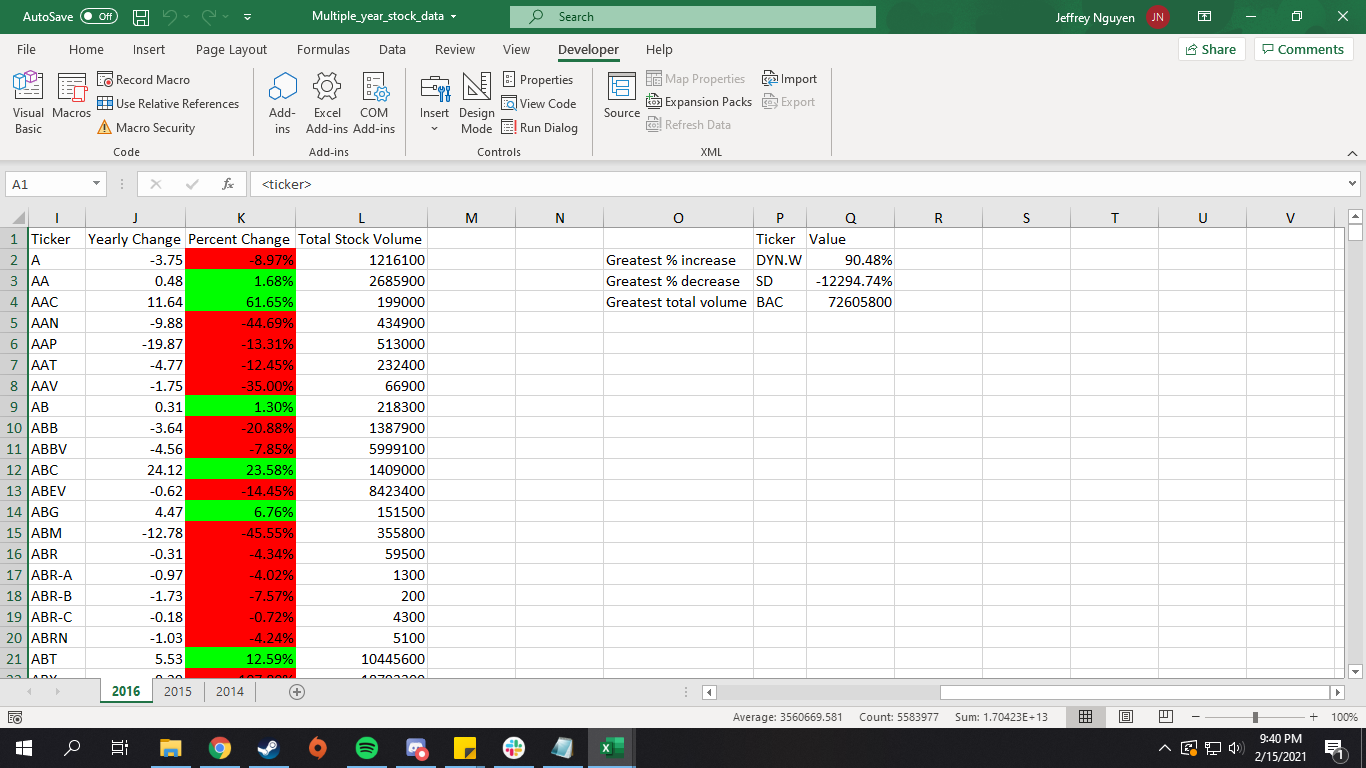 AutoSave Off Multiple_year_stock_data Search Jeffrey Nguyen JN
File Home Insert Page Layout Formulas Data Review View Developer Help Share Comments
Visual Basic
Macros
Record Macro
Use Relative References
Macro Security
Code
Add-ins
Excel Add-ins
COM Add-ins
Add-ins
Insert
Design Mode
Properties
View Code
Run Dialog
Controls
Source
Map Properties
Expansion Packs
Refresh Data
Import
Export
XML
A1 fx <ticker>
I J K L M N O P Q R S T U V
1 Ticker Yearly Change Percent Change Total Stock Volume Ticker Value
2 A -3.75 -8.97% 1216100 Greatest % increase DYN.W 90.48%
3 AA 0.48 1.68% 2685900 Greatest % decrease SD -12294.74%
4 AAC 11.64 61.65% 199000 Greatest total volume BAC 72605800
5 AAN -9.88 -44.69% 434900
6 AAP -19.87 -13.31% 513000
7 AAT -4.77 -12.45% 232400
8 AAV -1.75 -35.00% 66900
9 AB 0.31 1.30% 218300
10 ABB -3.64 -20.88% 1387900
11 ABBV -4.56 -7.85% 5999100
12 ABC 24.12 23.58% 1409000
13 ABEV -0.62 -14.45% 8423400
14 ABG 4.47 6.76% 151500
15 ABM -12.78 -45.55% 355800
16 ABR -0.31 -4.34% 59500
17 ABR-A -0.97 -4.02% 1300
18 ABR-B -1.73 -7.57% 200
19 ABR-C -0.18 -0.72% 4300
20 ABRN -1.03 -4.24% 5100
21 ABT 5.53 12.59% 10445600
2016 2015 2014
Average: 3560669.581 Count: 5583977 Sum: 1.70423E+13 100%
9:40 PM
2/15/2021
1